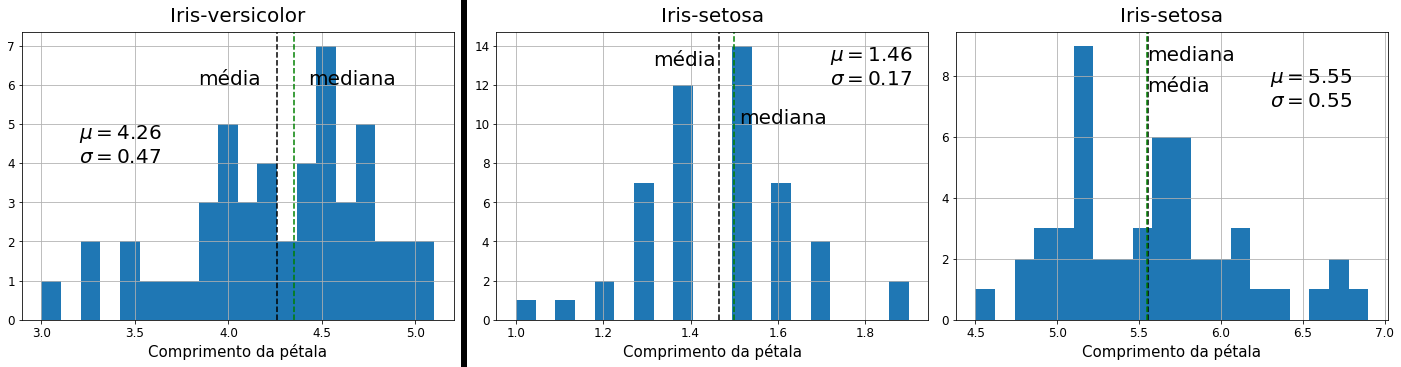 Iris-versicolor
7
6
5
4
3
2
1
0
média
mediana
μ = 4.26
σ = 0.47
3.0 3.5 4.0 4.5 5.0
Comprimento da pétala
Iris-setosa
14
12
10
8
6
4
2
0
média
μ = 1.46
σ = 0.17
mediana
1.0 1.2 1.4 1.6 1.8
Comprimento da pétala
Iris-setosa
8
6
4
2
0
mediana
média
μ = 5.55
σ = 0.55
4.5 5.0 5.5 6.0 6.5 7.0
Comprimento da pétala